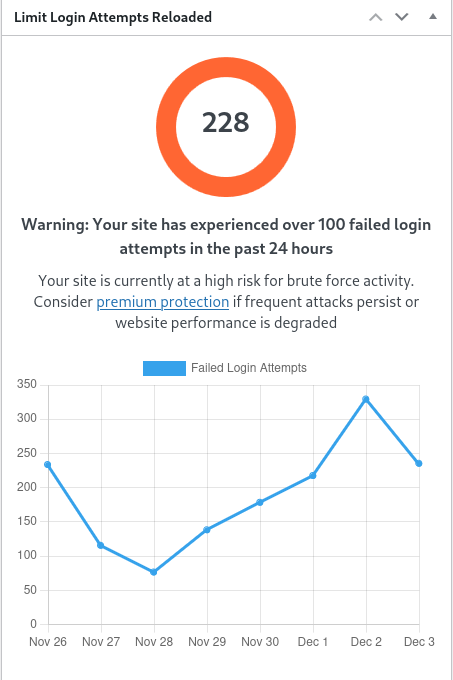 Limit Login Attempts Reloaded
228
Warning: Your site has experienced over 100 failed login
attempts in the past 24 hours
Your site is currently at a high risk for brute force activity.
Consider premium protection if frequent attacks persist or
website performance is degraded
Failed Login Attempts
350
300
250
200
150
100
50
0
Nov 26 Nov 27 Nov 28 Nov 29 Nov 30 Dec 1 Dec 2 Dec 3